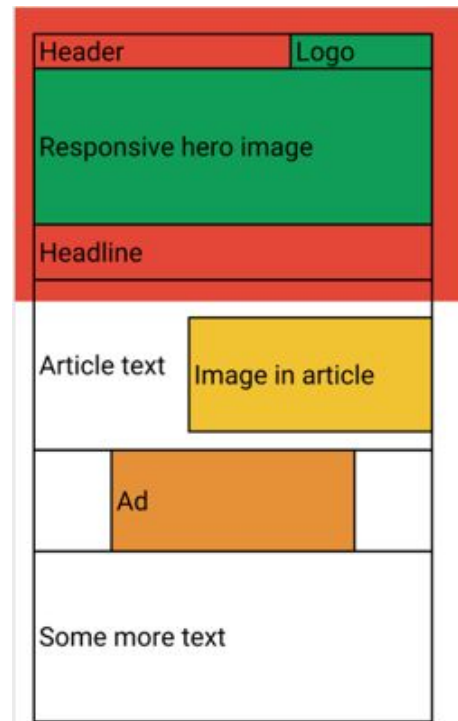 Header
Logo
Responsive hero image
Headline
Article text
Image in article
Ad
Some more text